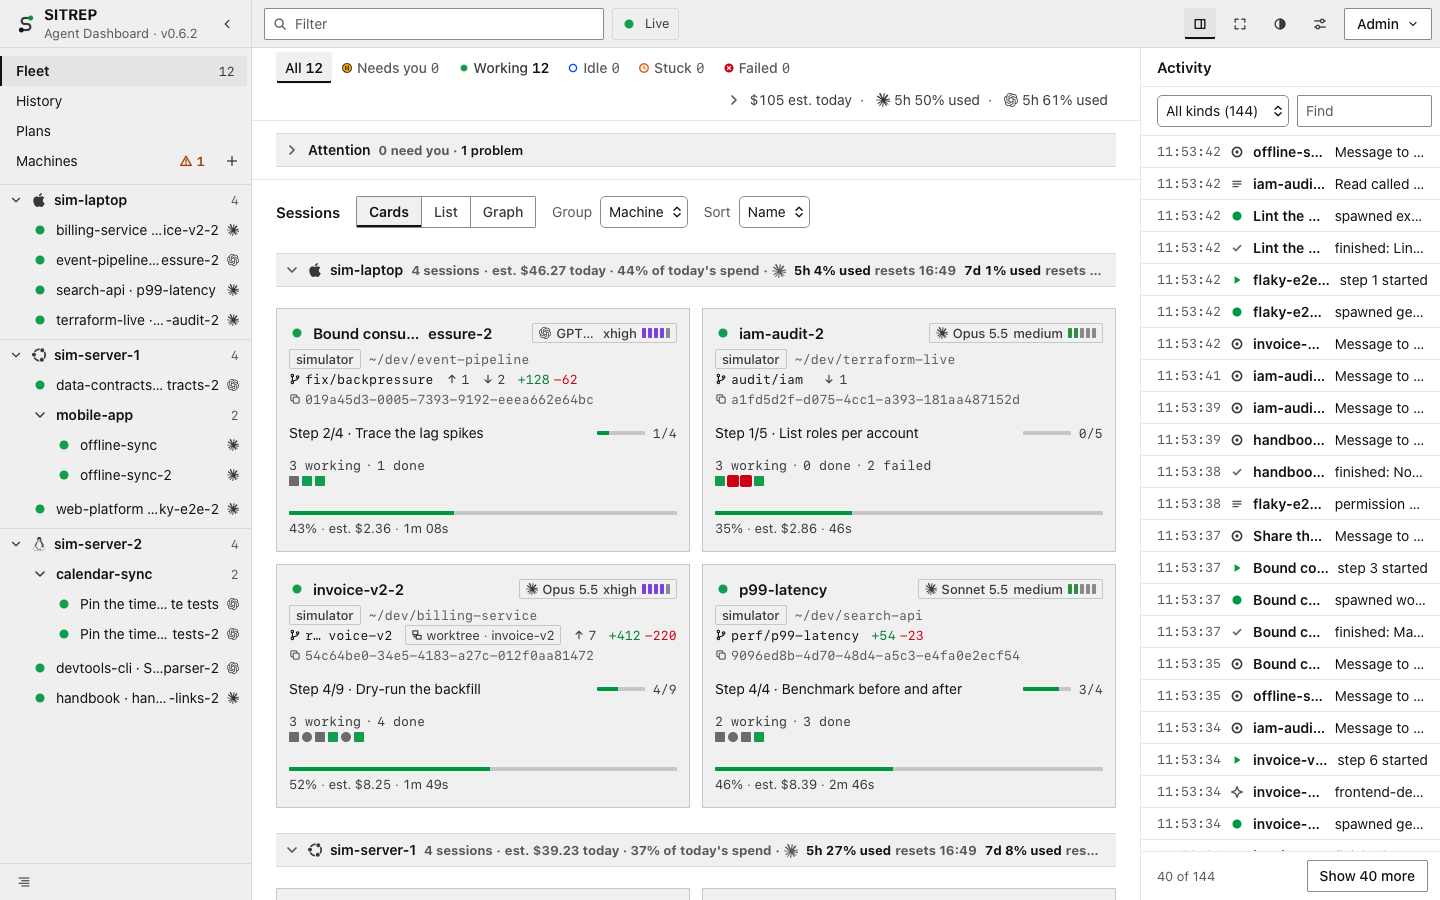 SITREP
Agent Dashboard · v0.6.2
Filter
Live
Admin
Fleet 12
History
Plans
Machines 1
sim-laptop 4
billing-service …ice-v2-2
event-pipeline…essure-2
search-api · p99-latency
terraform-live ·…-audit-2
sim-server-1 4
data-contracts… tracts-2
mobile-app 2
offline-sync
offline-sync-2
web-platform …ky-e2e-2
sim-server-2 4
calendar-sync 2
Pin the time… te tests
Pin the time… tests-2
devtools-cli · S…parser-2
handbook · han…-links-2
All 12 Needs you 0 Working 12 Idle 0 Stuck 0 Failed 0
$105 est. today · 5h 50% used · 5h 61% used
Attention 0 need you · 1 problem
Sessions Cards List Graph Group Machine Sort Name
sim-laptop 4 sessions · est. $46.27 today · 44% of today's spend · 5h 4% used resets 16:49 7d 1% used resets …
Bound consu… essure-2 GPT… xhigh
simulator ~/dev/event-pipeline
fix/backpressure ↑ 1 ↓ 2 +128 −62
019a45d3-0005-7393-9192-eeea662e64bc
Step 2/4 · Trace the lag spikes 1/4
3 working · 1 done
43% · est. $2.36 · 1m 08s
iam-audit-2 Opus 5.5 medium
simulator ~/dev/terraform-live
audit/iam ↓ 1
a1fd5d2f-d075-4cc1-a393-181aa487152d
Step 1/5 · List roles per account 0/5
3 working · 0 done · 2 failed
35% · est. $2.86 · 46s
invoice-v2-2 Opus 5.5 xhigh
simulator ~/dev/billing-service
r… voice-v2 worktree · invoice-v2 ↑ 7 +412 −220
54c64be0-34e5-4183-a27c-012f0aa81472
Step 4/9 · Dry-run the backfill 4/9
3 working · 4 done
52% · est. $8.25 · 1m 49s
p99-latency Sonnet 5.5 medium
simulator ~/dev/search-api
perf/p99-latency +54 −23
9096ed8b-4d70-48d4-a5c3-e4fa0e2ecf54
Step 4/4 · Benchmark before and after 3/4
2 working · 3 done
46% · est. $8.39 · 2m 46s
sim-server-1 4 sessions · est. $39.23 today · 37% of today's spend · 5h 27% used resets 16:49 7d 8% used res…
Activity
All kinds (144) Find
11:53:42 offline-s… Message to …
11:53:42 iam-audi… Read called …
11:53:42 Lint the … spawned ex…
11:53:42 Lint the … finished: Lin…
11:53:42 flaky-e2e… step 1 started
11:53:42 flaky-e2… spawned ge…
11:53:42 invoice-… Message to …
11:53:41 iam-audi… Message to …
11:53:39 iam-audi… Message to …
11:53:39 handboo… Message to …
11:53:38 handboo… finished: No…
11:53:38 flaky-e2… permission …
11:53:37 Share th… Message to …
11:53:37 Bound co… step 3 started
11:53:37 Bound c… spawned wo…
11:53:37 Bound c… finished: Ma…
11:53:35 Bound c… Message to …
11:53:35 offline-s… Message to …
11:53:34 iam-audi… Message to …
11:53:34 invoice-v… step 6 started
11:53:34 invoice-… frontend-de…
11:53:34 invoice-… spawned ge…
40 of 144 Show 40 more